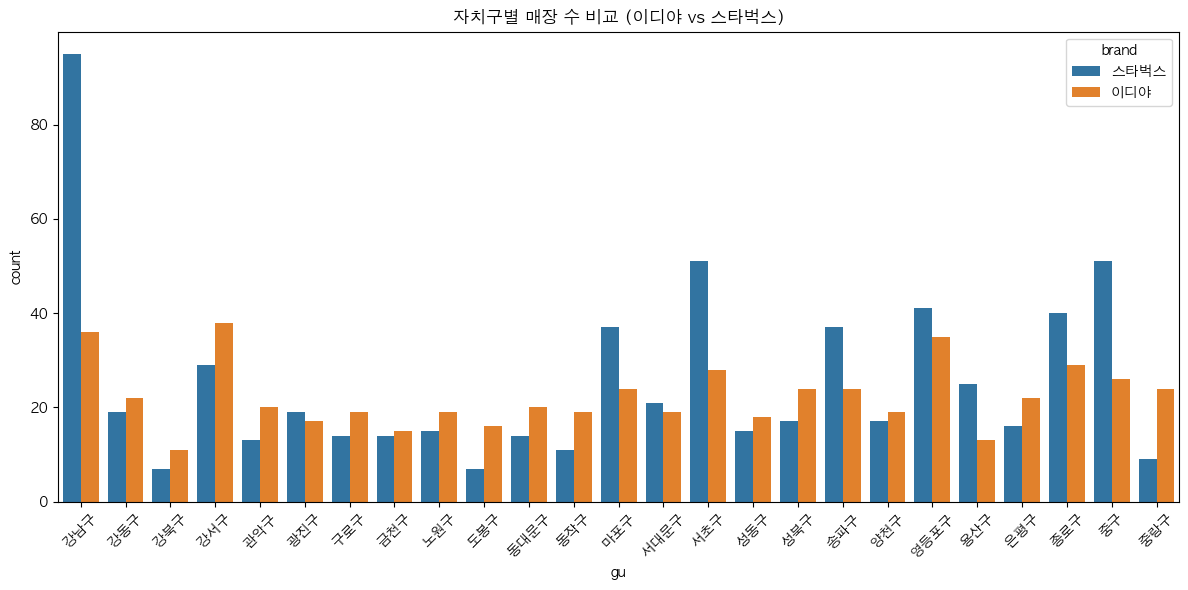 자치구별 매장 수 비교 (이디야 vs 스타벅스)
brand
스타벅스
이디야
count
80
60
40
20
0
강남구 강동구 강북구 강서구 관악구 광진구 구로구 금천구 노원구 도봉구 동대문구 동작구 마포구 서대문구 서초구 성동구 성북구 송파구 양천구 영등포구 용산구 은평구 종로구 중구 중랑구
gu